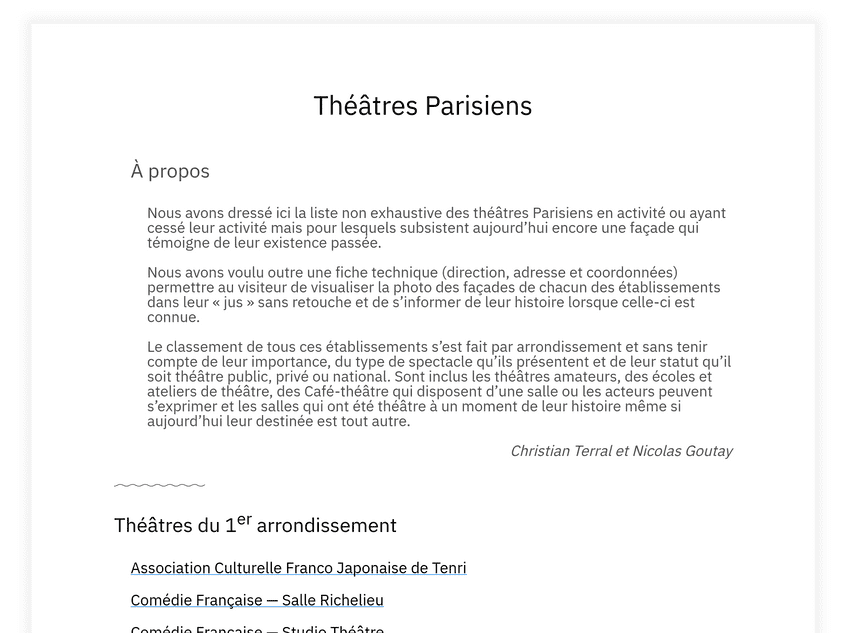 Théâtres Parisiens
À propos
Nous avons dressé ici la liste non exhaustive des théâtres Parisiens en activité ou ayant
cessé leur activité mais pour lesquels subsistent aujourd’hui encore une façade qui
témoigne de leur existence passée.
Nous avons voulu outre une fiche technique (direction, adresse et coordonnées)
permettre au visiteur de visualiser la photo des façades de chacun des établissements
dans leur « jus » sans retouche et de s’informer de leur histoire lorsque celle-ci est
connue.
Le classement de tous ces établissements s’est fait par arrondissement et sans tenir
compte de leur importance, du type de spectacle qu’ils présentent et de leur statut qu’il
soit théâtre public, privé ou national. Sont inclus les théâtres amateurs, des écoles et
ateliers de théâtre, des Café-théâtre qui disposent d’une salle ou les acteurs peuvent
s’exprimer et les salles qui ont été théâtre à un moment de leur histoire même si
aujourd’hui leur destinée est tout autre.
Christian Terral et Nicolas Goutay
Théâtres du 1er arrondissement
Association Culturelle Franco Japonaise de Tenri
Comédie Française — Salle Richelieu
Comédie Française — Studio Théâtre